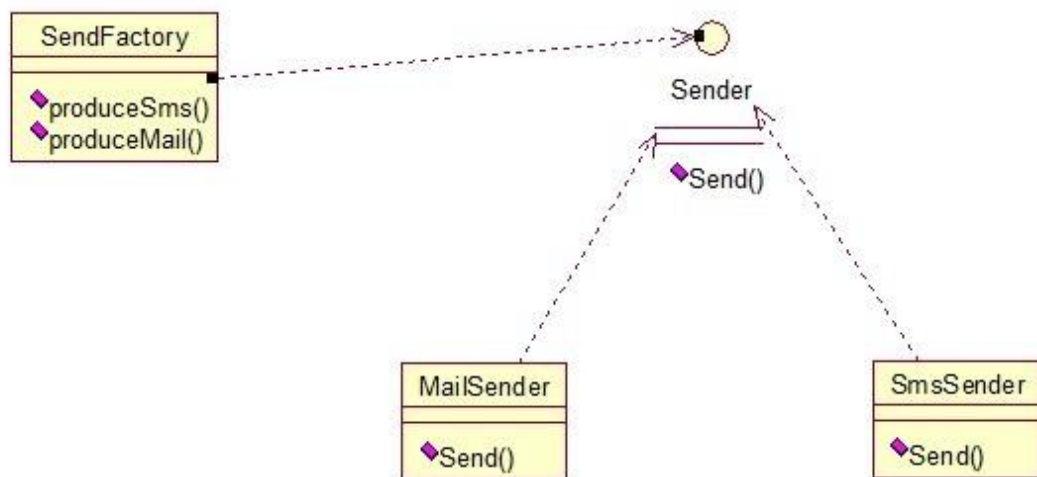 SendFactory
produceSms()
produceMail()
Sender
Send()
MailSender
Send()
SmsSender
Send()